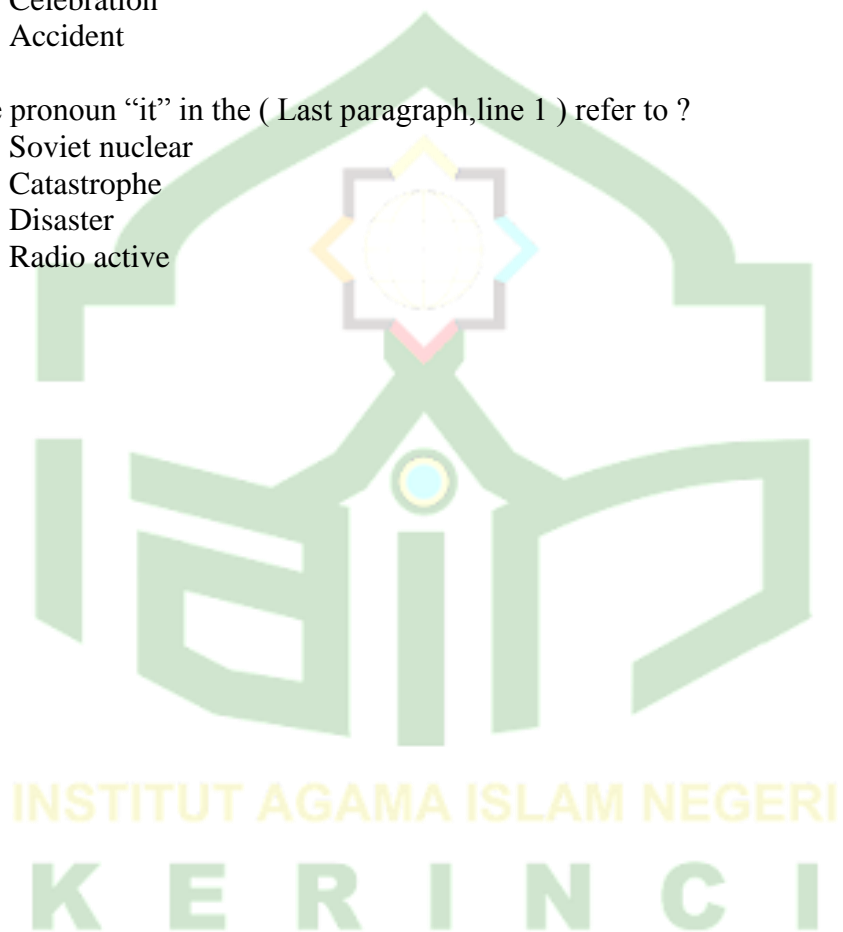 Celebration
Accident
pronoun “it” in the ( Last paragraph,line 1 ) refer to ?
Soviet nuclear
Catastrophe
Disaster
Radio active
INSTITUT AGAMA ISLAM NEGERI
KERINCI